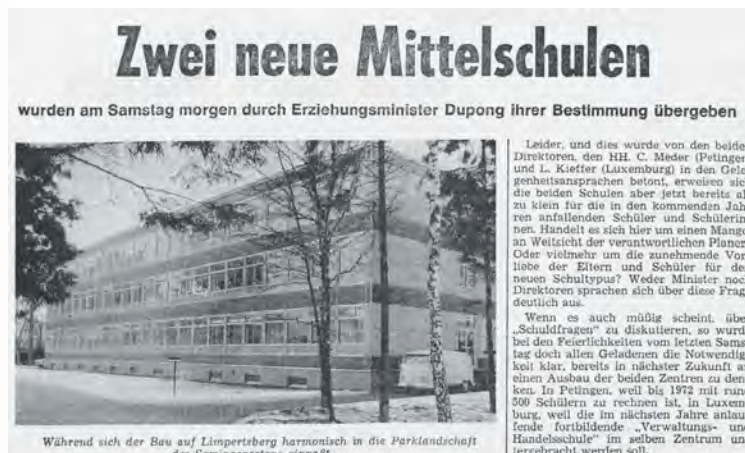 Zwei neue Mittelschulen
wurden am Samstag morgen durch Erziehungsminister Dupong ihrer Bestimmung übergeben
Leider, und dies wurde von den beide
Direktoren, den HH. C. Meder (Petinger
und L. Kieffer (Luxemburg) in den Gele
genheitsansprachen betont, erweisen sic
die beiden Schulen aber jetzt bereits al
zu klein für die in den kommenden Jah
ren anfallenden Schüler und Schülerin
nen. Handelt es sich hier um einen Mange
an Weitsicht der verantwortlichen Planer
Oder vielmehr um die zunehmende Vor
liebe der Eltern und Schüler für de
neuen Schultypus? Weder Minister noc
Direktoren sprachen sich über diese Frag
deutlich aus.
Wenn es auch müßig scheint, übe
„Schuldfragen" zu diskutieren, so wurd
bei den Feierlichkeiten vom letzten Sams
tag doch allen Geladenen die Notwendig
keit klar, bereits in nächster Zukunft a
einen Ausbau der beiden Zentren zu den
ken. In Petingen, weil bis 1972 mit run
500 Schülern zu rechnen ist, in Luxem
burg, weil die im nächsten Jahre anlau
fende fortbildende „Verwaltungs- un
Handelsschule" im selben Zentrum un
tergebracht werden soll.
Während sich der Bau auf Limpertsberg harmonisch in die Parklandschaft